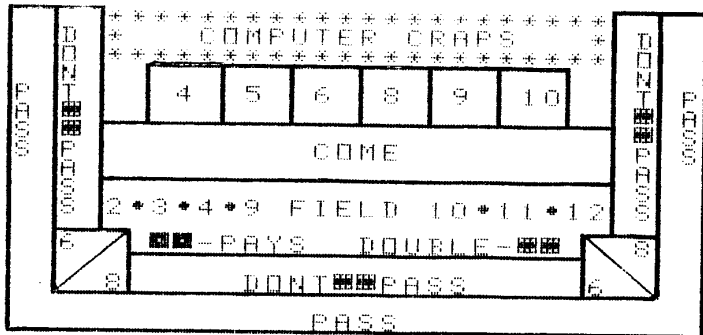 * * * * * * * * * * * * * * * * * * * *
* COMPUTER CRAPS *
* * * * * * * * * * * * * * * * * * * *
4 5 6 8 9 10
COME
2•3•4•9 FIELD 10•11•12
-PAYS DOUBLE-
DONT PASS
PASS
PASS
DONT PASS
6
8
DONT PASS
8
6
PASS